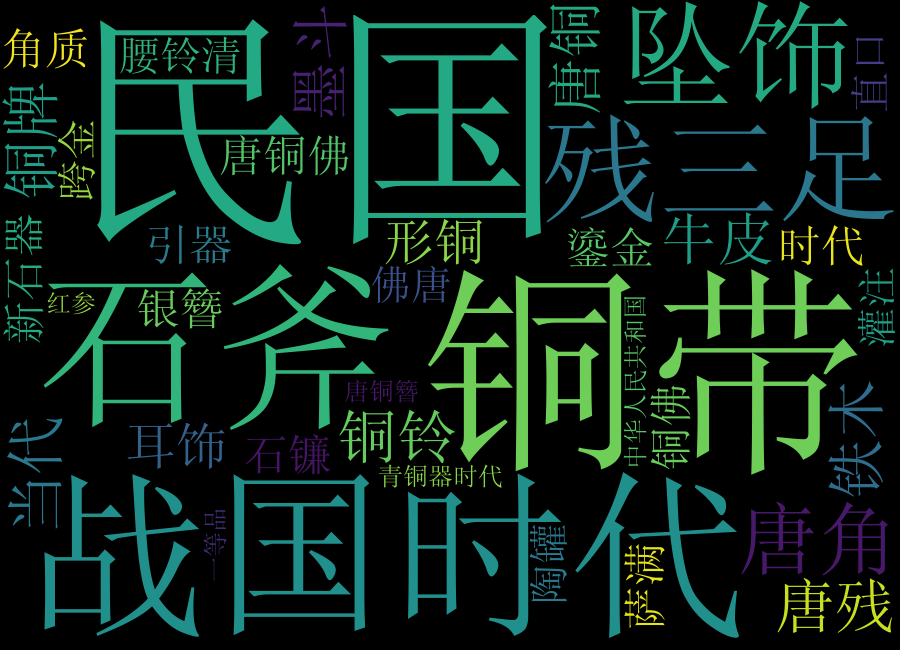 民国
腰铃清
角质
墨
唐铜
坠饰
直口
铜牌
跨金
唐铜佛
残
三足
引器
形铜
鎏金
牛皮
时代
新石器
红参
银簪
佛唐
石斧
铜带
中华人民共和国
灌注
唐铜簪
铜佛
铁木
当代
耳饰
石镰
铜铃
青铜器时代
战国时代
一等品
陶罐
萨满
唐角
唐残